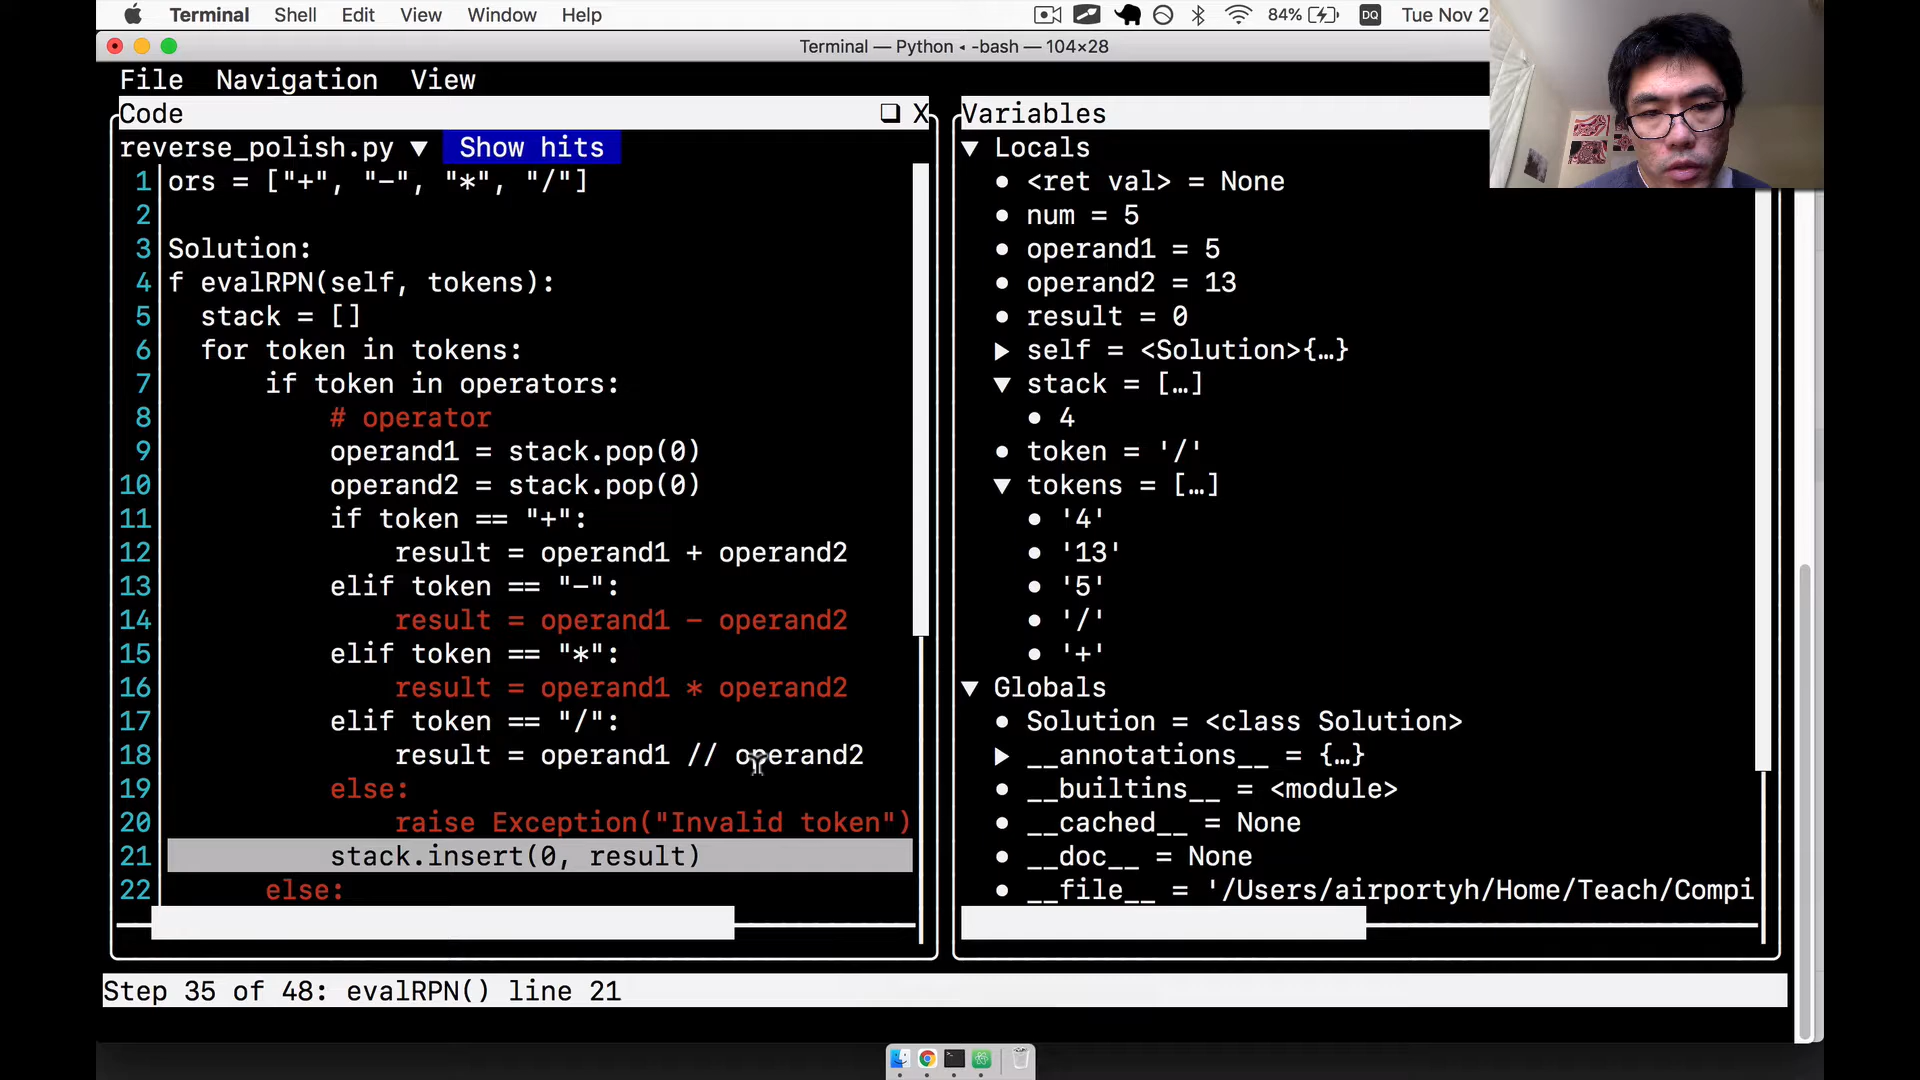 Terminal Shell Edit View Window Help 84% DQ Tue Nov 2
Terminal — Python ◂ -bash — 104×28
File Navigation View
Code ❏ X
reverse_polish.py ▼ Show hits
1 ors = ["+", "-", "*", "/"]
2
3 Solution:
4 f evalRPN(self, tokens):
5 stack = []
6 for token in tokens:
7 if token in operators:
8 # operator
9 operand1 = stack.pop(0)
10 operand2 = stack.pop(0)
11 if token == "+":
12 result = operand1 + operand2
13 elif token == "-":
14 result = operand1 - operand2
15 elif token == "*":
16 result = operand1 * operand2
17 elif token == "/":
18 result = operand1 // operand2
19 else:
20 raise Exception("Invalid token")
21 stack.insert(0, result)
22 else:
Variables
▼ Locals
• <ret val> = None
• num = 5
• operand1 = 5
• operand2 = 13
• result = 0
▶ self = <Solution>{…}
▼ stack = […]
• 4
• token = '/'
▼ tokens = […]
• '4'
• '13'
• '5'
• '/'
• '+'
▼ Globals
• Solution = <class Solution>
▶ __annotations__ = {…}
• __builtins__ = <module>
• __cached__ = None
• __doc__ = None
• __file__ = '/Users/airportyh/Home/Teach/Compi
Step 35 of 48: evalRPN() line 21